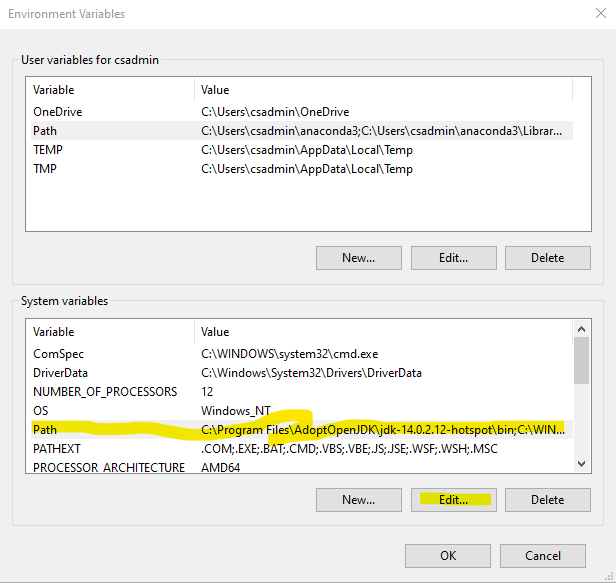 Environment Variables
User variables for csadmin
Variable Value
OneDrive C:\Users\csadmin\OneDrive
Path C:\Users\csadmin\anaconda3;C:\Users\csadmin\anaconda3\Librar...
TEMP C:\Users\csadmin\AppData\Local\Temp
TMP C:\Users\csadmin\AppData\Local\Temp
New... Edit... Delete
System variables
Variable Value
ComSpec C:\WINDOWS\system32\cmd.exe
DriverData C:\Windows\System32\Drivers\DriverData
NUMBER_OF_PROCESSORS 12
OS Windows_NT
Path C:\Program Files\AdoptOpenJDK\jdk-14.0.2.12-hotspot\bin;C:\WIN...
PATHEXT .COM;.EXE;.BAT;.CMD;.VBS;.VBE;.JS;.JSE;.WSF;.WSH;.MSC
PROCESSOR_ARCHITECTURE AMD64
New... Edit... Delete
OK Cancel